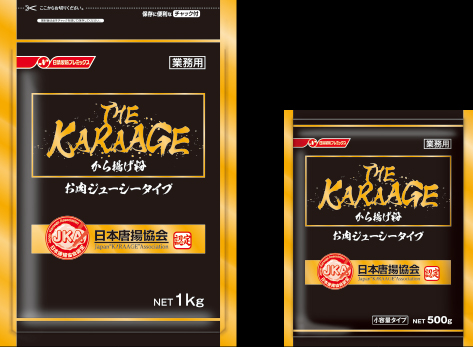 ここからお切りください。
保存に便利な チャック付
日本製粉プレミックス
業務用
THE
KARAAGE
から揚げ粉
お肉ジューシータイプ
JKA
日本唐揚協会
Japan"KARAAGE"Association
認定
NET 1kg
日本製粉プレミックス
業務用
THE
KARAAGE
から揚げ粉
お肉ジューシータイプ
JKA
日本唐揚協会
Japan"KARAAGE"Association
認定
小容量タイプ NET 500g